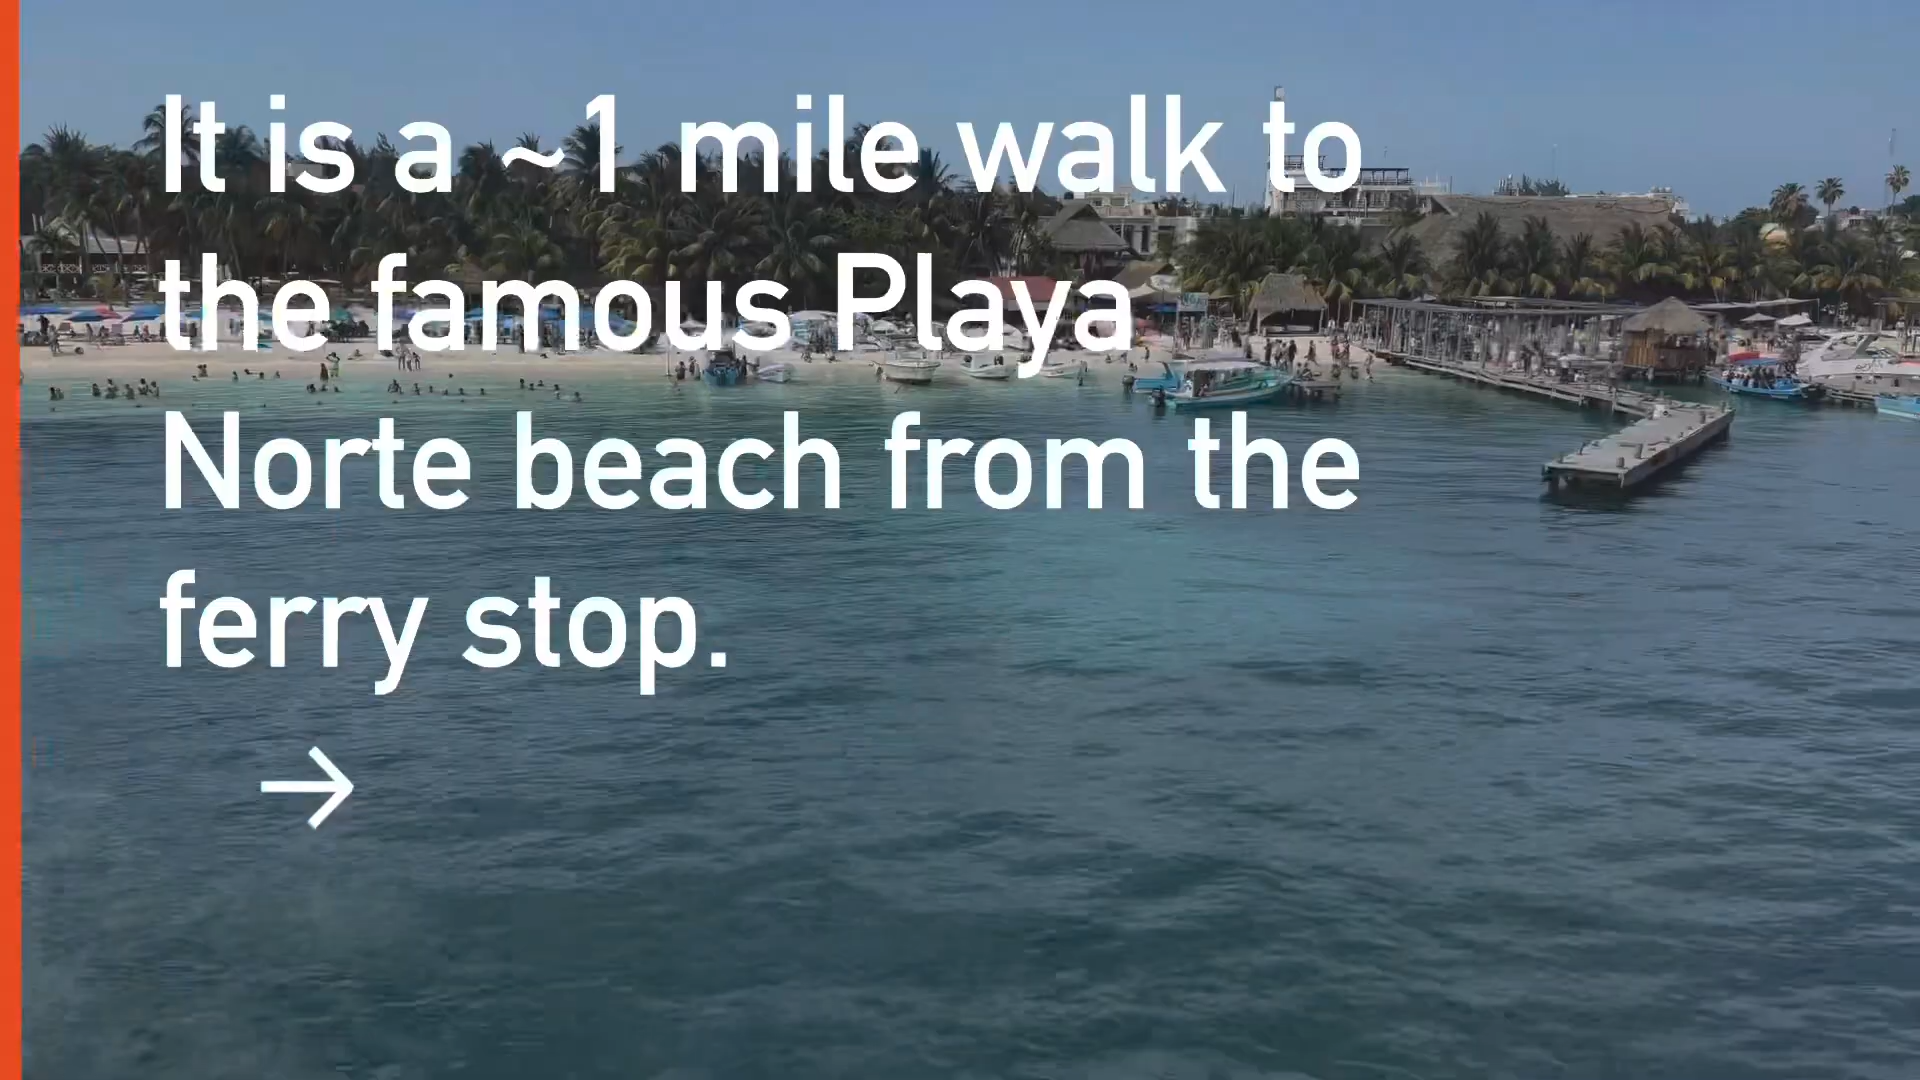 It is a ~1 mile walk to
the famous Playa
Norte beach from the
ferry stop.
→